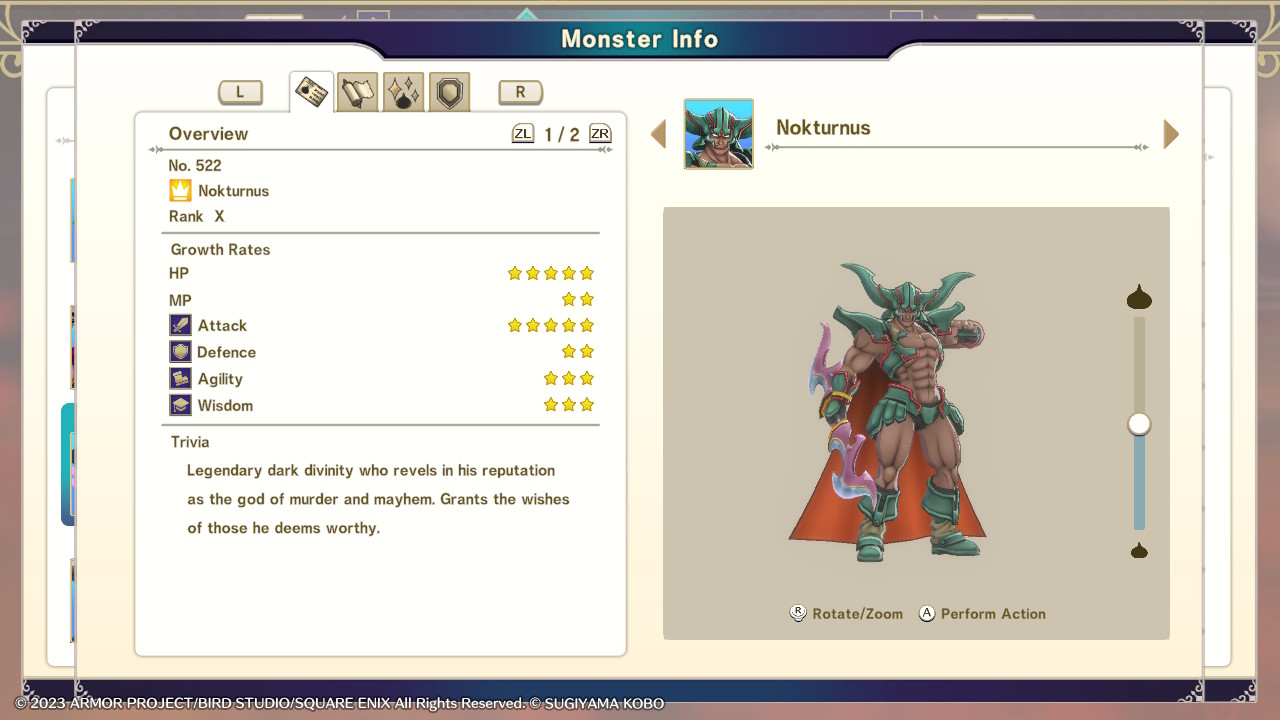 Monster Info
L
R
Overview
ZL 1 / 2 ZR
No. 522
Nokturnus
Rank X
Growth Rates
HP
MP
Attack
Defence
Agility
Wisdom
Trivia
Legendary dark divinity who revels in his reputation
as the god of murder and mayhem. Grants the wishes
of those he deems worthy.
Nokturnus
R Rotate/Zoom A Perform Action
© 2023 ARMOR PROJECT/BIRD STUDIO/SQUARE ENIX All Rights Reserved. © SUGIYAMA KOBO